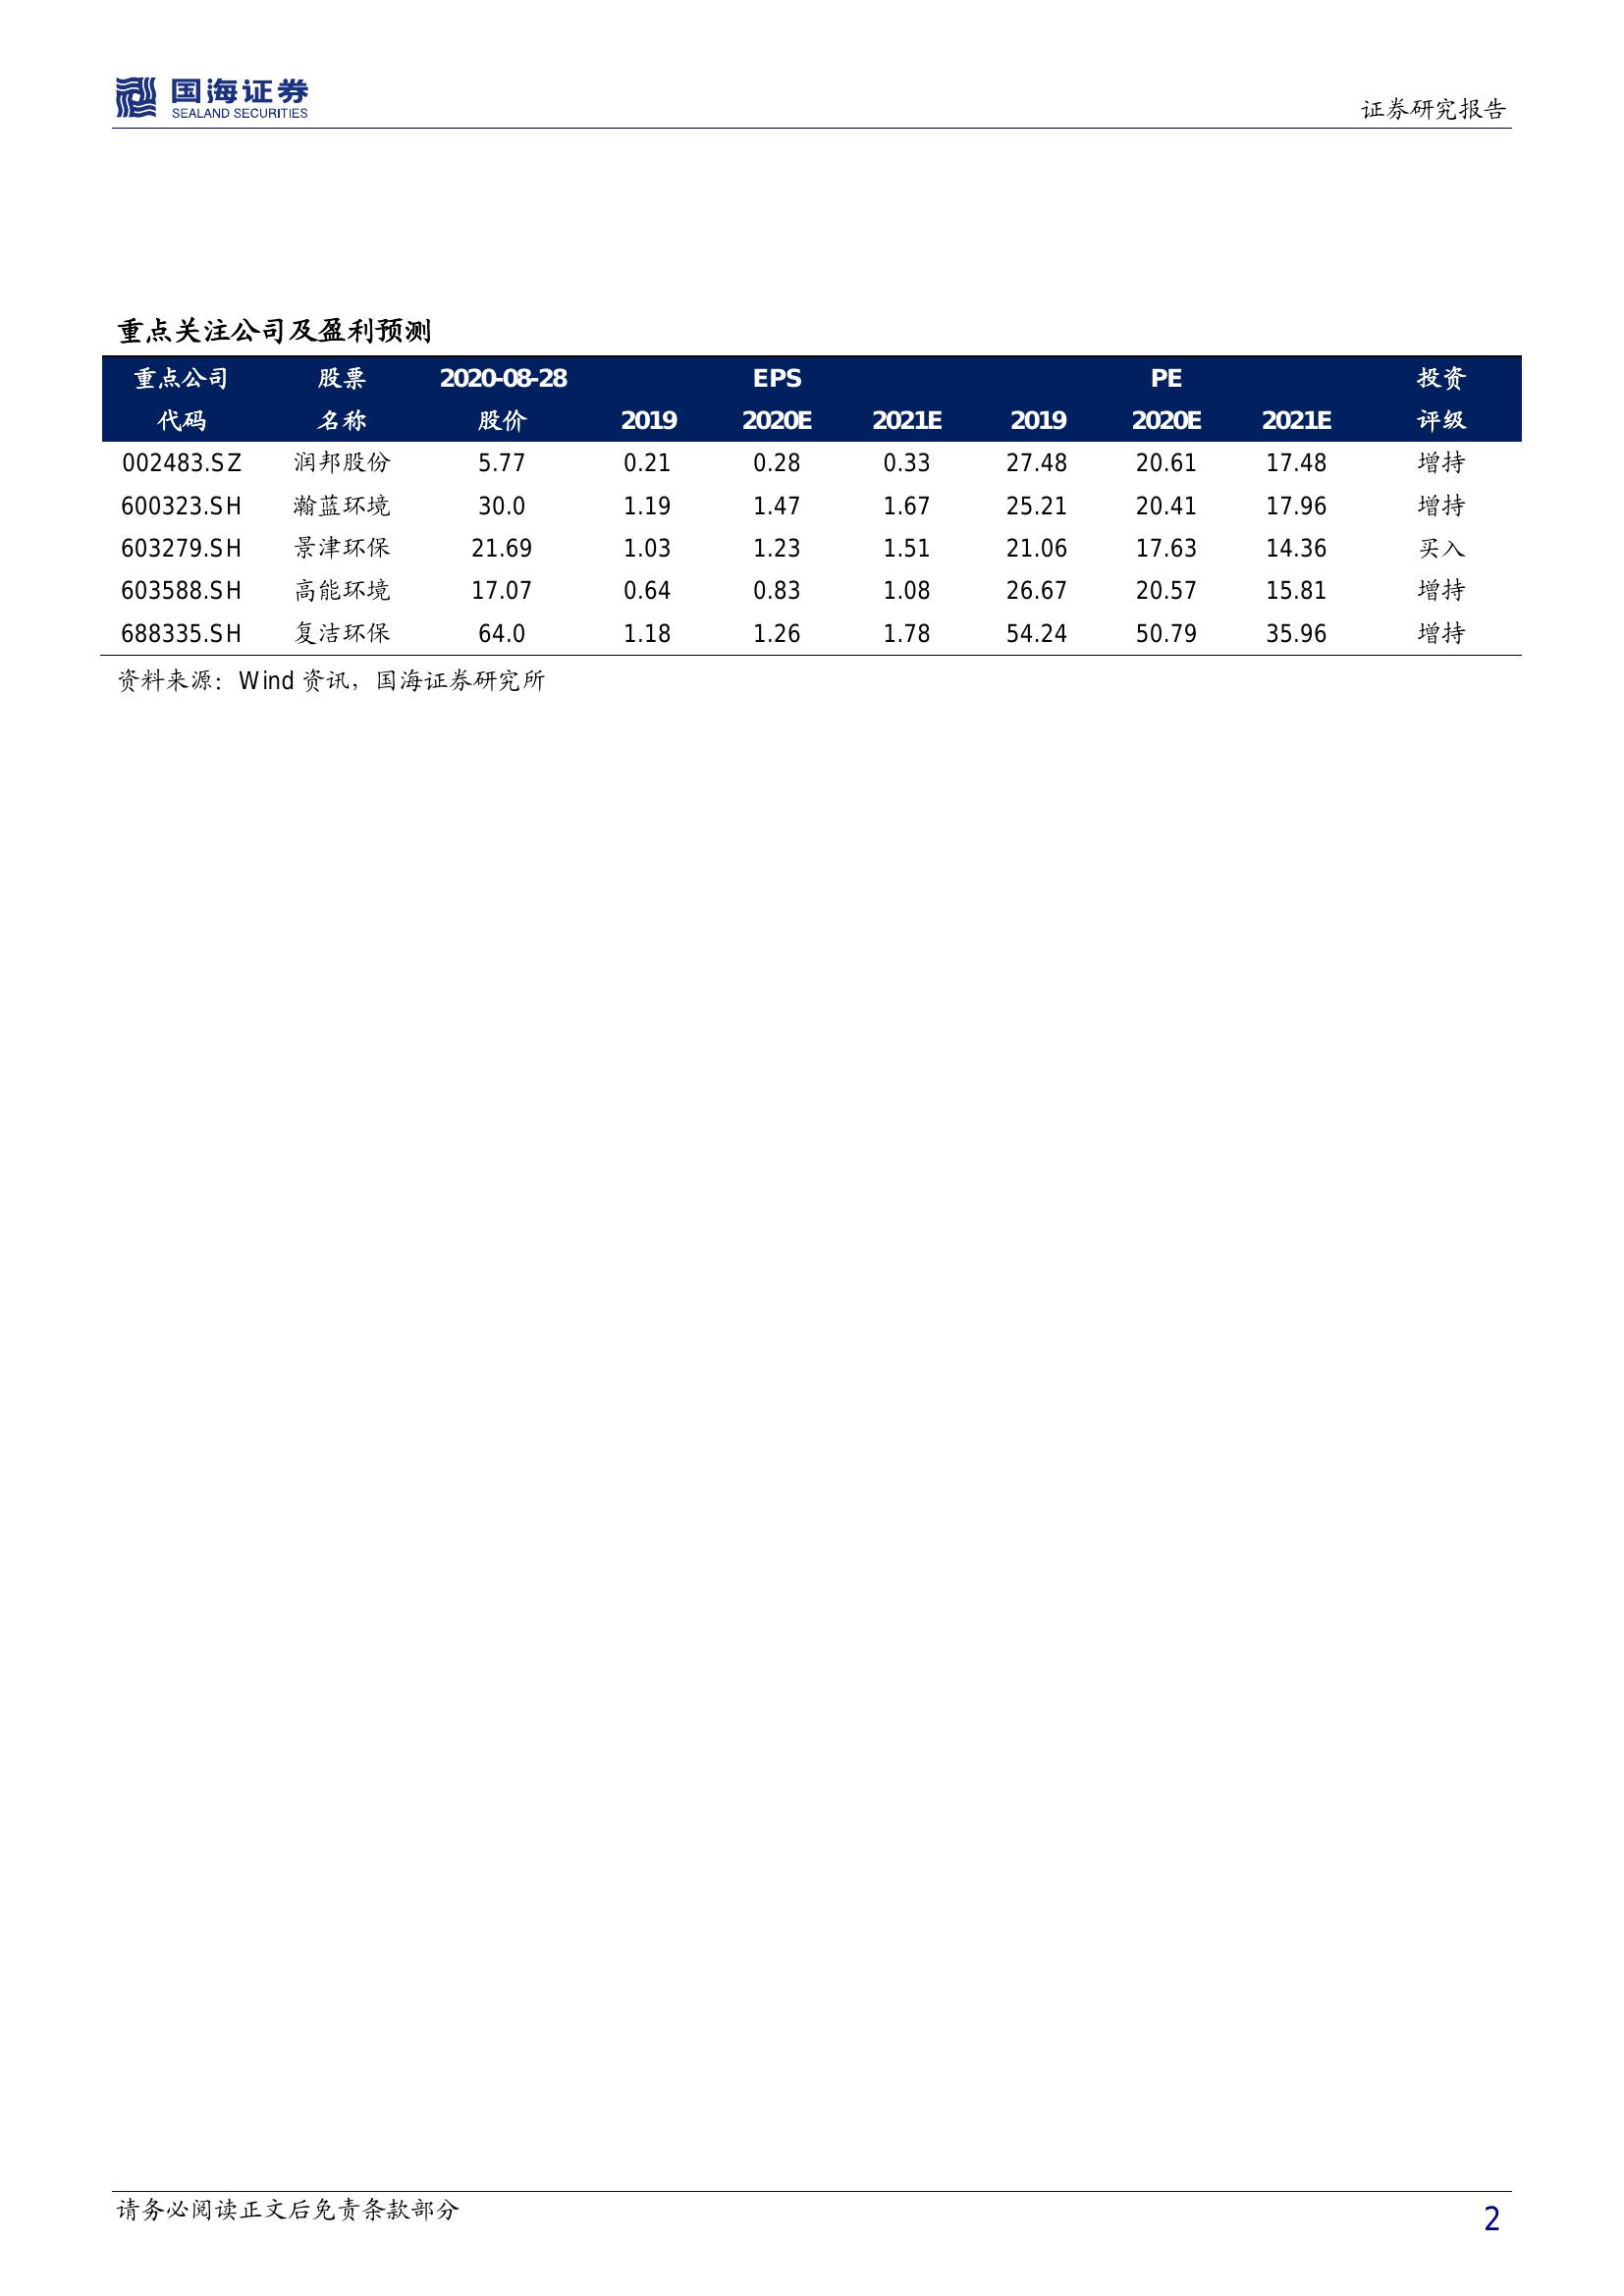 国海证券
SEALAND SECURITIES
证券研究报告
重点关注公司及盈利预测
重点公司 股票 2020-08-28 EPS PE 投资
代码 名称 股价 2019 2020E 2021E 2019 2020E 2021E 评级
002483.SZ 润邦股份 5.77 0.21 0.28 0.33 27.48 20.61 17.48 增持
600323.SH 瀚蓝环境 30.0 1.19 1.47 1.67 25.21 20.41 17.96 增持
603279.SH 景津环保 21.69 1.03 1.23 1.51 21.06 17.63 14.36 买入
603588.SH 高能环境 17.07 0.64 0.83 1.08 26.67 20.57 15.81 增持
688335.SH 复洁环保 64.0 1.18 1.26 1.78 54.24 50.79 35.96 增持
资料来源：Wind 资讯，国海证券研究所
请务必阅读正文后免责条款部分
2